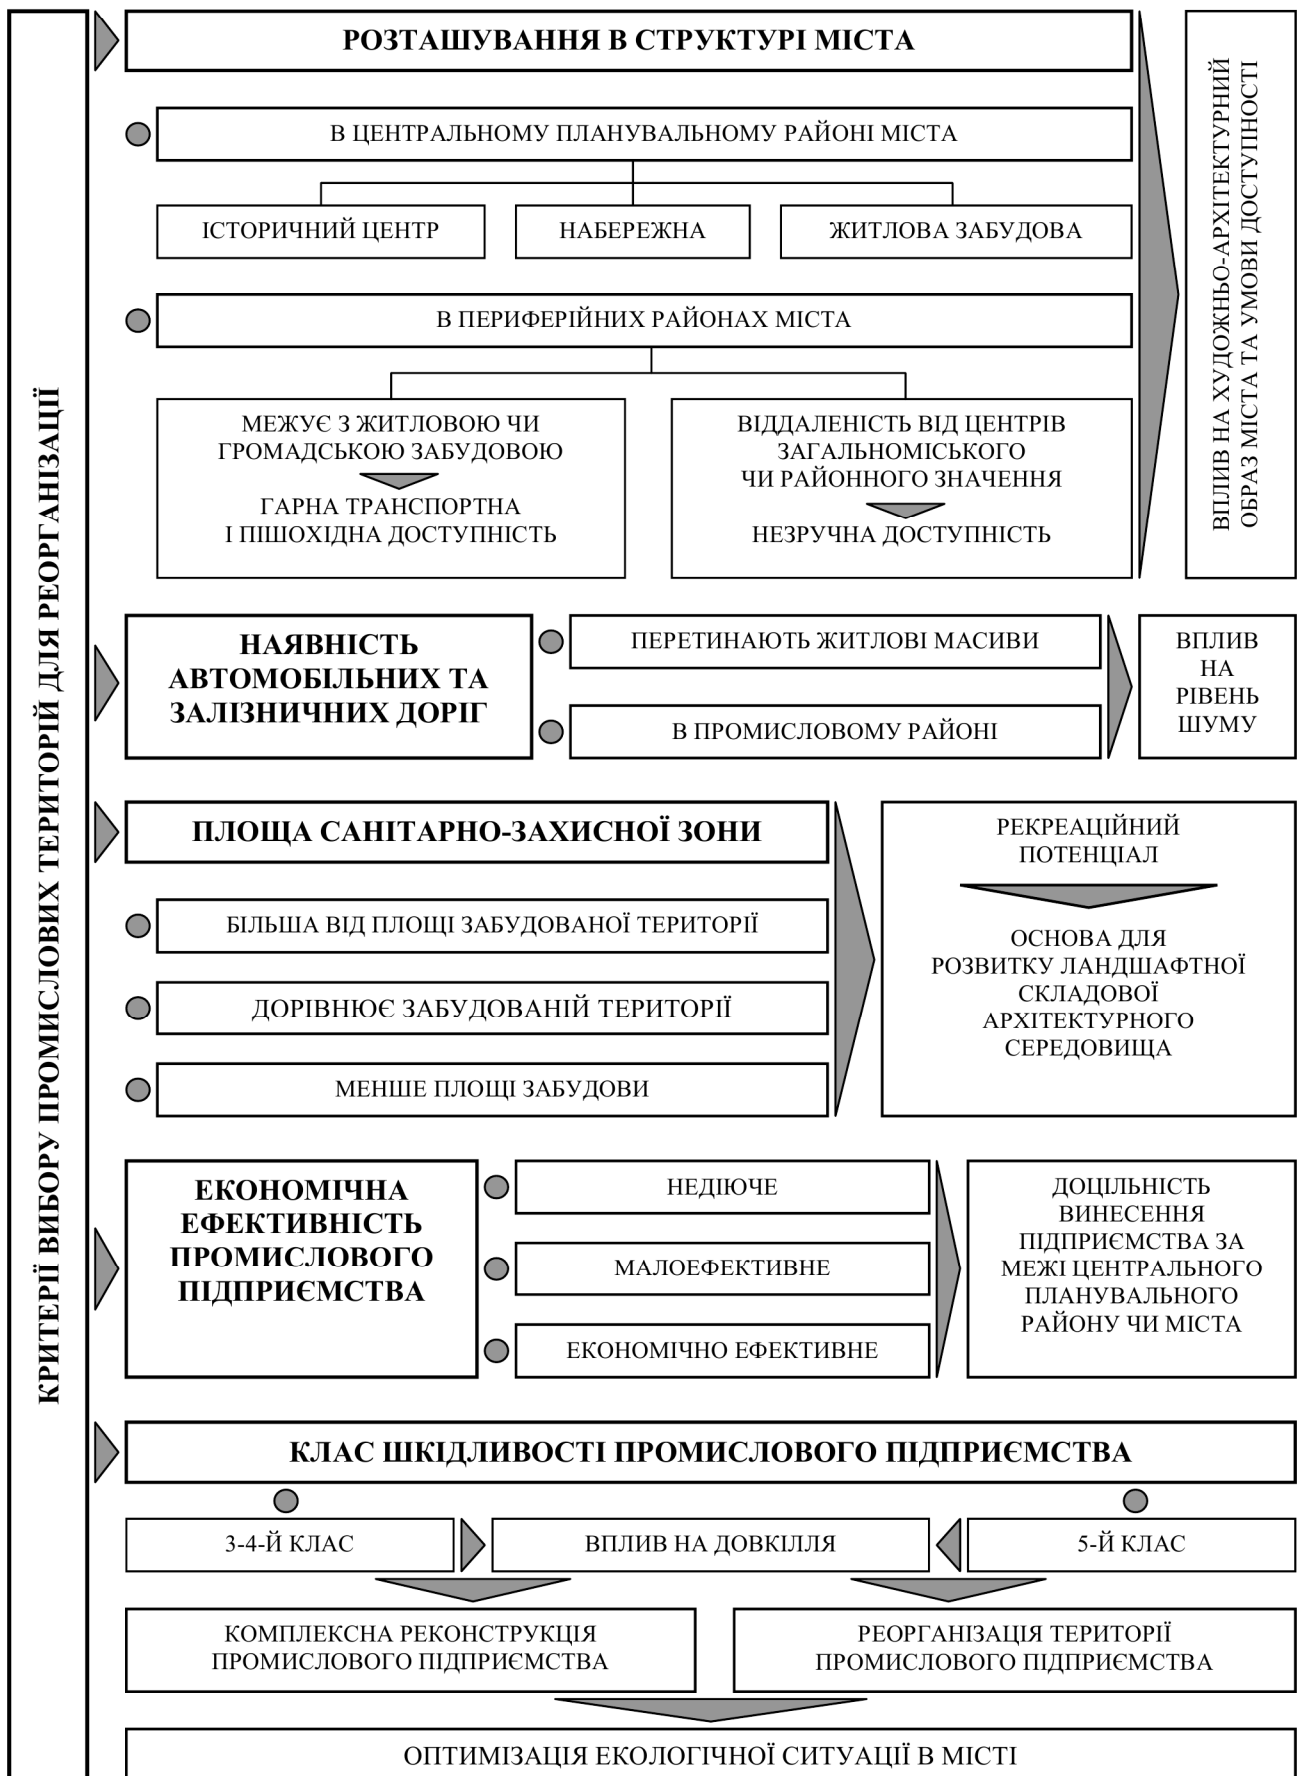 КРИТЕРІЇ ВИБОРУ ПРОМИСЛОВИХ ТЕРИТОРІЙ ДЛЯ РЕОРГАНІЗАЦІЇ
РОЗТАШУВАННЯ В СТРУКТУРІ МІСТА
В ЦЕНТРАЛЬНОМУ ПЛАНУВАЛЬНОМУ РАЙОНІ МІСТА
ІСТОРИЧНИЙ ЦЕНТР
НАБЕРЕЖНА
ЖИТЛОВА ЗАБУДОВА
В ПЕРИФЕРІЙНИХ РАЙОНАХ МІСТА
МЕЖУЄ З ЖИТЛОВОЮ ЧИ
ГРОМАДСЬКОЮ ЗАБУДОВОЮ
ГАРНА ТРАНСПОРТНА
І ПІШОХІДНА ДОСТУПНІСТЬ
ВІДДАЛЕНІСТЬ ВІД ЦЕНТРІВ
ЗАГАЛЬНОМІСЬКОГО
ЧИ РАЙОННОГО ЗНАЧЕННЯ
НЕЗРУЧНА ДОСТУПНІСТЬ
ВПЛИВ НА ХУДОЖНЬО-АРХІТЕКТУРНИЙ
ОБРАЗ МІСТА ТА УМОВИ ДОСТУПНОСТІ
НАЯВНІСТЬ
АВТОМОБІЛЬНИХ ТА
ЗАЛІЗНИЧНИХ ДОРІГ
ПЕРЕТИНАЮТЬ ЖИТЛОВІ МАСИВИ
В ПРОМИСЛОВОМУ РАЙОНІ
ВПЛИВ
НА
РІВЕНЬ
ШУМУ
ПЛОЩА САНІТАРНО-ЗАХИСНОЇ ЗОНИ
БІЛЬША ВІД ПЛОЩІ ЗАБУДОВАНОЇ ТЕРИТОРІЇ
ДОРІВНЮЄ ЗАБУДОВАНІЙ ТЕРИТОРІЇ
МЕНШЕ ПЛОЩІ ЗАБУДОВИ
РЕКРЕАЦІЙНИЙ
ПОТЕНЦІАЛ
ОСНОВА ДЛЯ
РОЗВИТКУ ЛАНДШАФТНОЇ
СКЛАДОВОЇ
АРХІТЕКТУРНОГО
СЕРЕДОВИЩА
ЕКОНОМІЧНА
ЕФЕКТИВНІСТЬ
ПРОМИСЛОВОГО
ПІДПРИЄМСТВА
НЕДІЮЧЕ
МАЛОЕФЕКТИВНЕ
ЕКОНОМІЧНО ЕФЕКТИВНЕ
ДОЦІЛЬНІСТЬ
ВИНЕСЕННЯ
ПІДПРИЄМСТВА ЗА
МЕЖІ ЦЕНТРАЛЬНОГО
ПЛАНУВАЛЬНОГО
РАЙОНУ ЧИ МІСТА
КЛАС ШКІДЛИВОСТІ ПРОМИСЛОВОГО ПІДПРИЄМСТВА
3-4-Й КЛАС
ВПЛИВ НА ДОВКІЛЛЯ
5-Й КЛАС
КОМПЛЕКСНА РЕКОНСТРУКЦІЯ
ПРОМИСЛОВОГО ПІДПРИЄМСТВА
РЕОРГАНІЗАЦІЯ ТЕРИТОРІЇ
ПРОМИСЛОВОГО ПІДПРИЄМСТВА
ОПТИМІЗАЦІЯ ЕКОЛОГІЧНОЇ СИТУАЦІЇ В МІСТІ